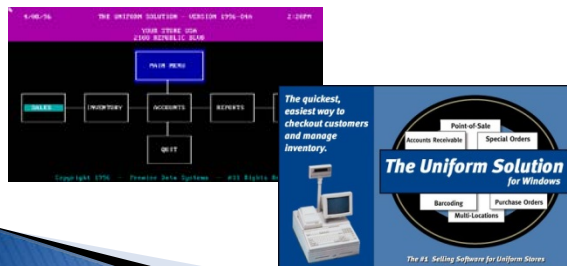 4/08/96 THE UNIFORM SOLUTION - VERSION 1996-04A 2:28PM
YOUR STORE USA
2100 REPUBLIC BLVD
MAIN MENU
SALES INVENTORY ACCOUNTS REPORTS
QUIT
Copyright 1996 - Premier Data Systems - All Rights
The quickest,
easiest way to
checkout customers
and manage
inventory.
Point-of-Sale
Accounts Receivable Special Orders
The Uniform Solution
for Windows
Barcoding Purchase Orders
Multi-Locations
The #1 Selling Software for Uniform Stores